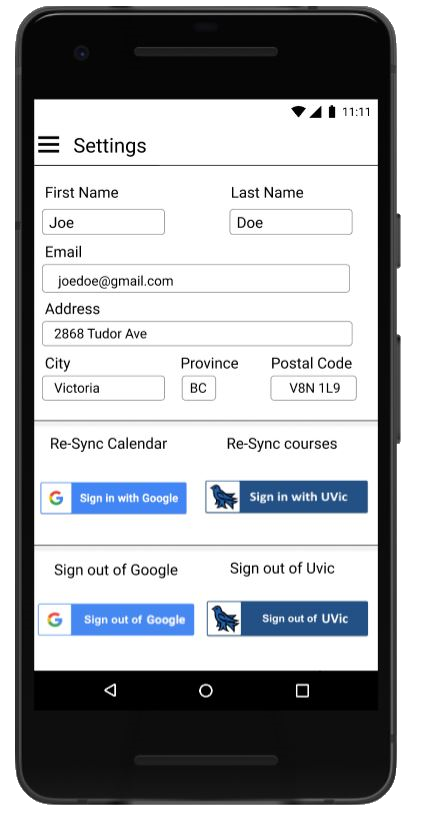 11:11
Settings
First Name Last Name
Joe Doe
Email
joedoe@gmail.com
Address
2868 Tudor Ave
City Province Postal Code
Victoria BC V8N 1L9
Re-Sync Calendar Re-Sync courses
G Sign in with Google Sign in with UVic
Sign out of Google Sign out of Uvic
G Sign out of Google Sign out of UVic